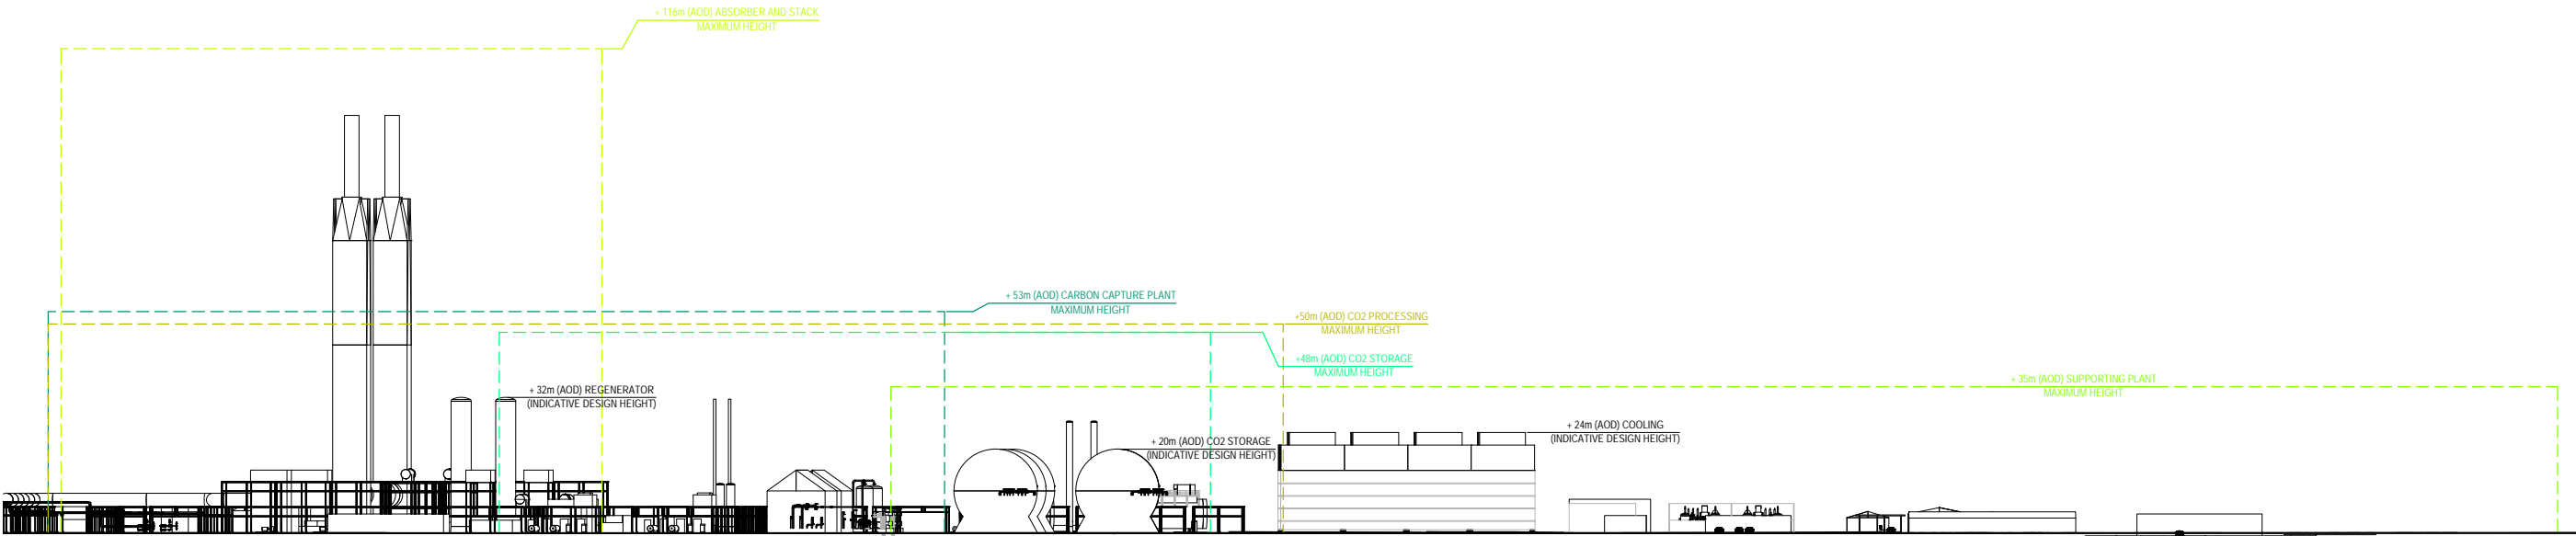 + 116m (AOD) ABSORBER AND STACK
MAXIMUM HEIGHT
+ 53m (AOD) CARBON CAPTURE PLANT
MAXIMUM HEIGHT
+50m (AOD) CO2 PROCESSING
MAXIMUM HEIGHT
+48m (AOD) CO2 STORAGE
MAXIMUM HEIGHT
+ 35m (AOD) SUPPORTING PLANT
MAXIMUM HEIGHT
+ 32m (AOD) REGENERATOR
(INDICATIVE DESIGN HEIGHT)
+ 20m (AOD) CO2 STORAGE
(INDICATIVE DESIGN HEIGHT)
+ 24m (AOD) COOLING
(INDICATIVE DESIGN HEIGHT)